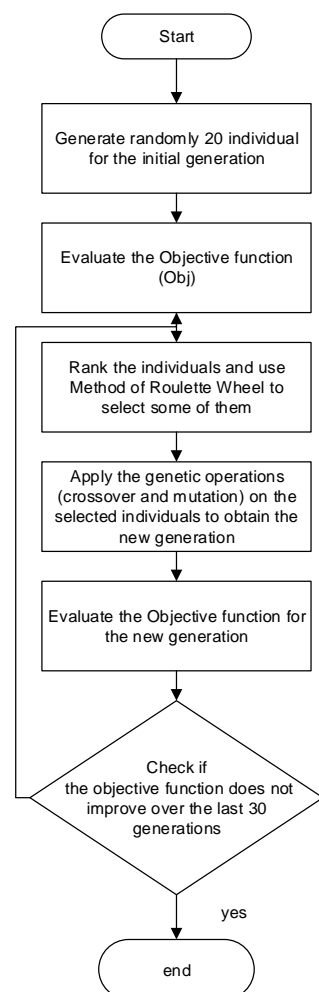 Start
Generate randomly 20 individual
for the initial generation
Evaluate the Objective function
(Obj)
Rank the individuals and use
Method of Roulette Wheel to
select some of them
Apply the genetic operations
(crossover and mutation) on the
selected individuals to obtain the
new generation
Evaluate the Objective function for
the new generation
Check if
the objective function does not
improve over the last 30
generations
yes
end